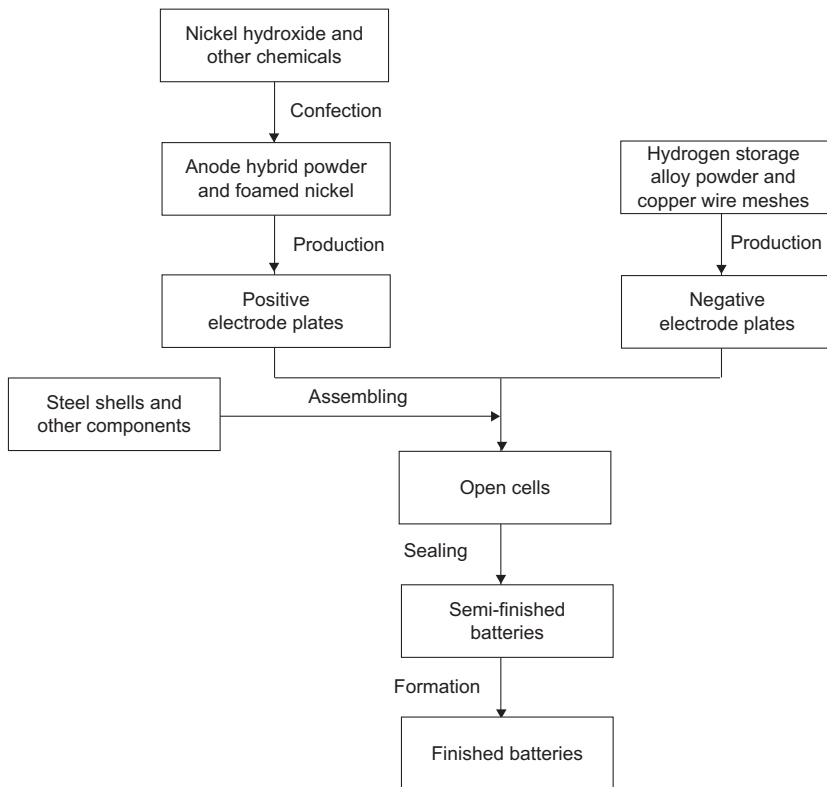 Nickel hydroxide and
other chemicals
Confection
Anode hybrid powder
and foamed nickel
Hydrogen storage
alloy powder and
copper wire meshes
Production
Production
Positive
electrode plates
Negative
electrode plates
Steel shells and
other components
Assembling
Open cells
Sealing
Semi-finished
batteries
Formation
Finished batteries